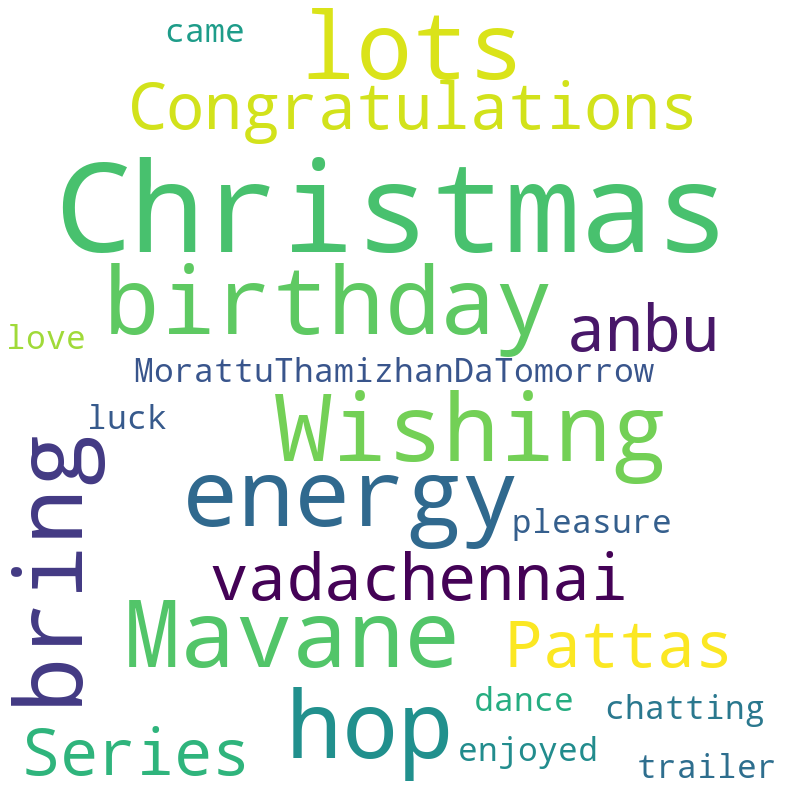 came
lots
Congratulations
Christmas
birthday
anbu
love
MorattuThamizhanDaTomorrow
luck
Wishing
bring
energy
pleasure
vadachennai
Mavane
Pattas
hop
dance
chatting
Series
enjoyed
trailer